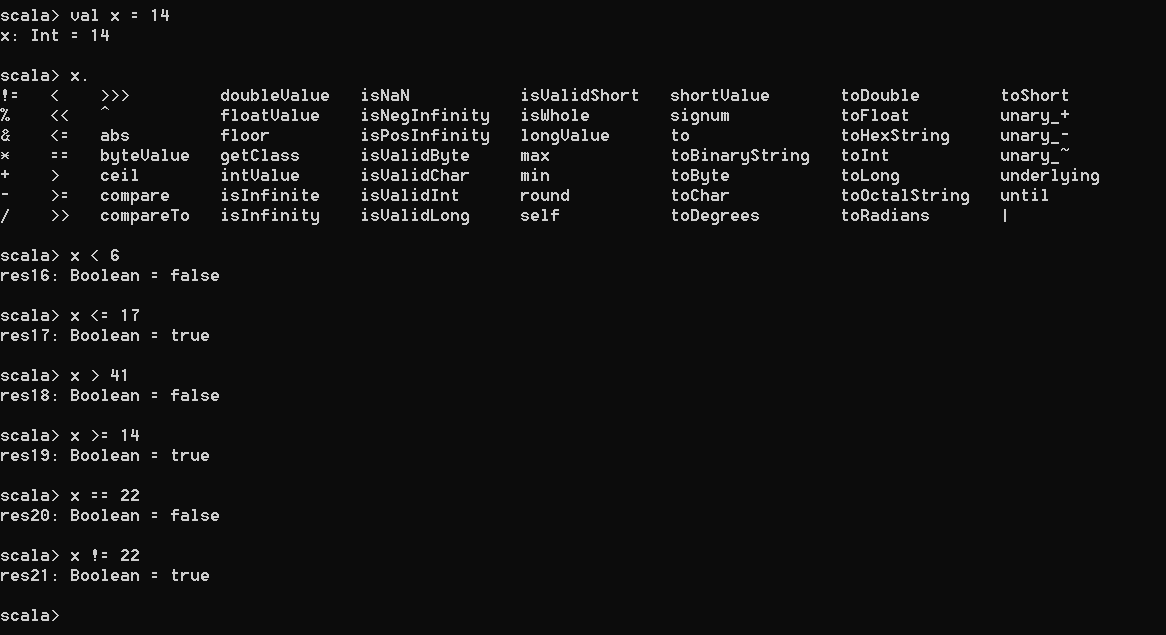 scala> val x = 14
x: Int = 14
scala> x.
!=   <    >>>         doubleValue   isNaN           isValidShort   shortValue       toDouble        toShort
%    <<   ^           floatValue    isNegInfinity   isWhole        signum           toFloat         unary_+
&    <=   abs         floor         isPosInfinity   longValue      to               toHexString     unary_-
*    ==   byteValue   getClass      isValidByte     max            toBinaryString   toInt           unary_~
+    >    ceil        intValue      isValidChar     min            toByte           toLong          underlying
-    >=   compare     isInfinite    isValidInt      round          toChar           toOctalString   until
/    >>   compareTo   isInfinity    isValidLong     self           toDegrees        toRadians       |
scala> x < 6
res16: Boolean = false
scala> x <= 17
res17: Boolean = true
scala> x > 41
res18: Boolean = false
scala> x >= 14
res19: Boolean = true
scala> x == 22
res20: Boolean = false
scala> x != 22
res21: Boolean = true
scala>